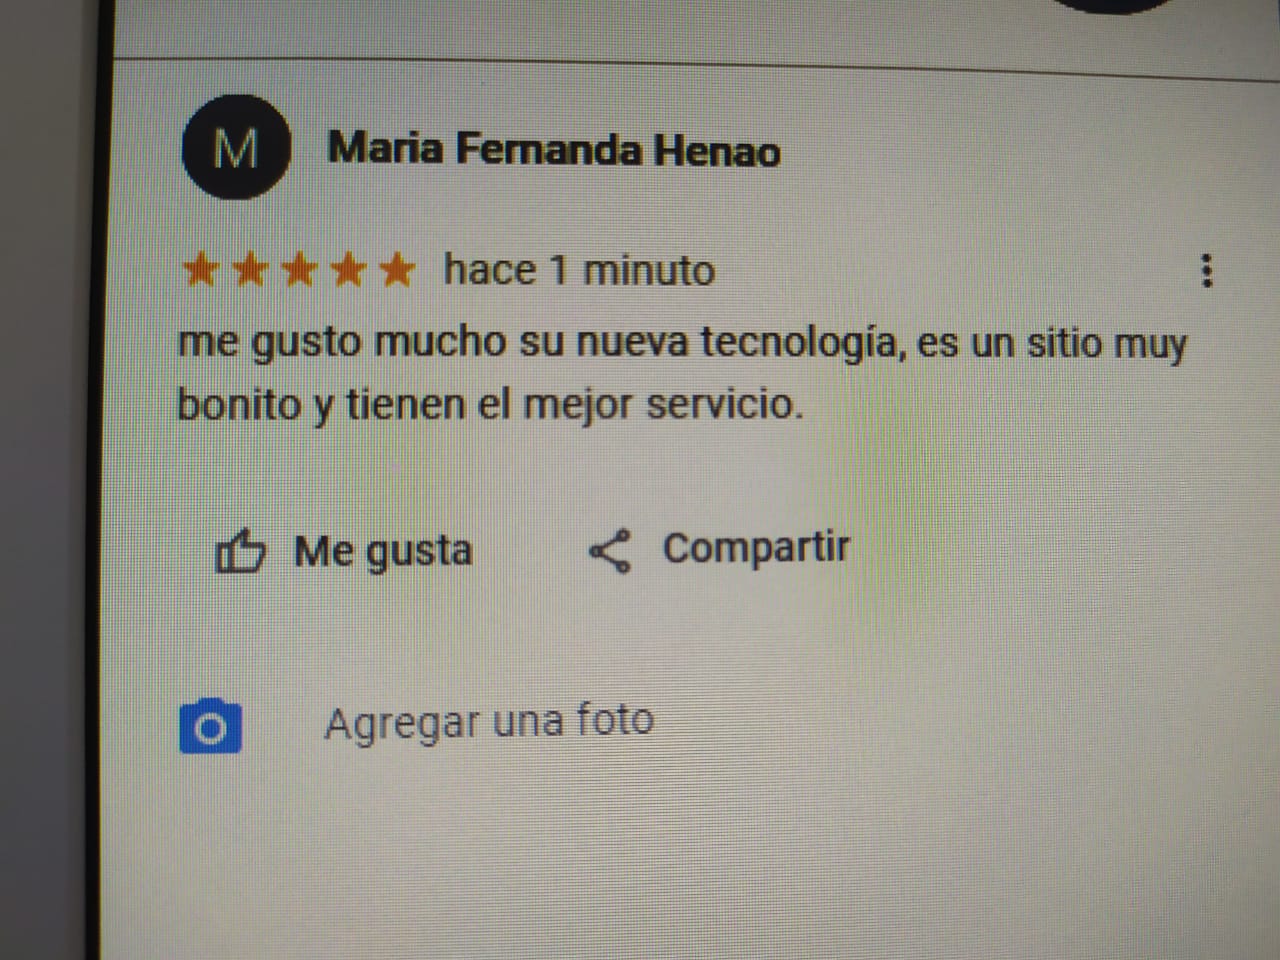 M
Maria Fernanda Henao
hace 1 minuto
me gusto mucho su nueva tecnología, es un sitio muy
bonito y tienen el mejor servicio.
Me gusta
Compartir
Agregar una foto